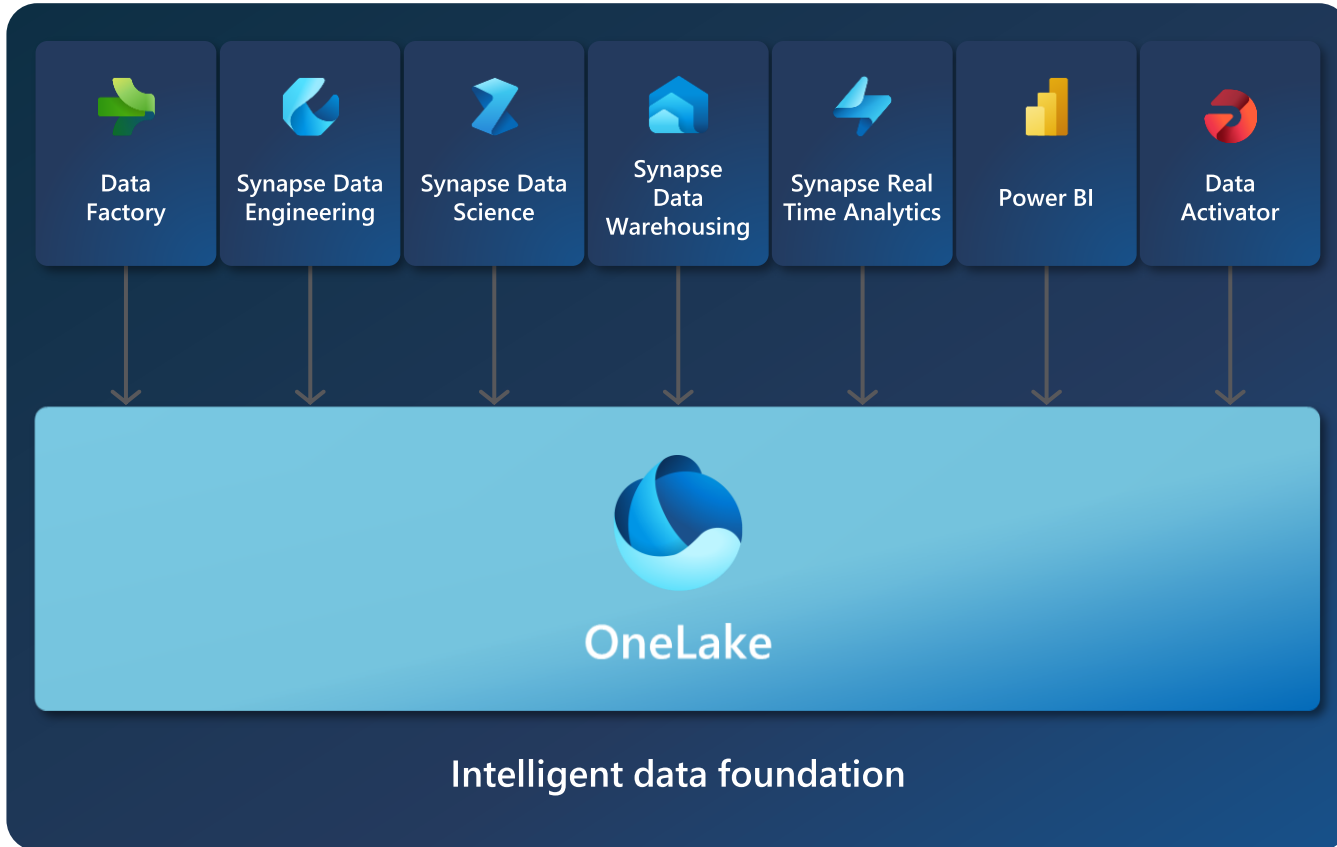 Data
Factory
Synapse Data
Engineering
Synapse Data
Science
Synapse
Data
Warehousing
Synapse Real
Time Analytics
Power BI
Data
Activator
OneLake
Intelligent data foundation